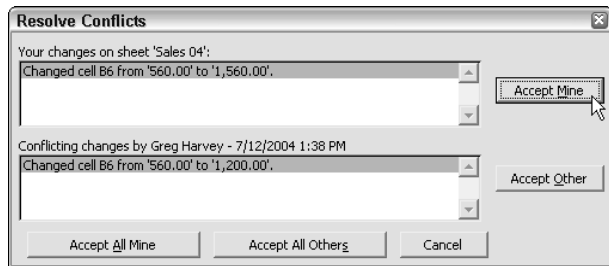 Resolve Conflicts
Your changes on sheet 'Sales 04':
Changed cell B6 from '560.00' to '1,560.00'.
Accept Mine
Conflicting changes by Greg Harvey - 7/12/2004 1:38 PM
Changed cell B6 from '560.00' to '1,200.00'.
Accept Other
Accept All Mine
Accept All Others
Cancel